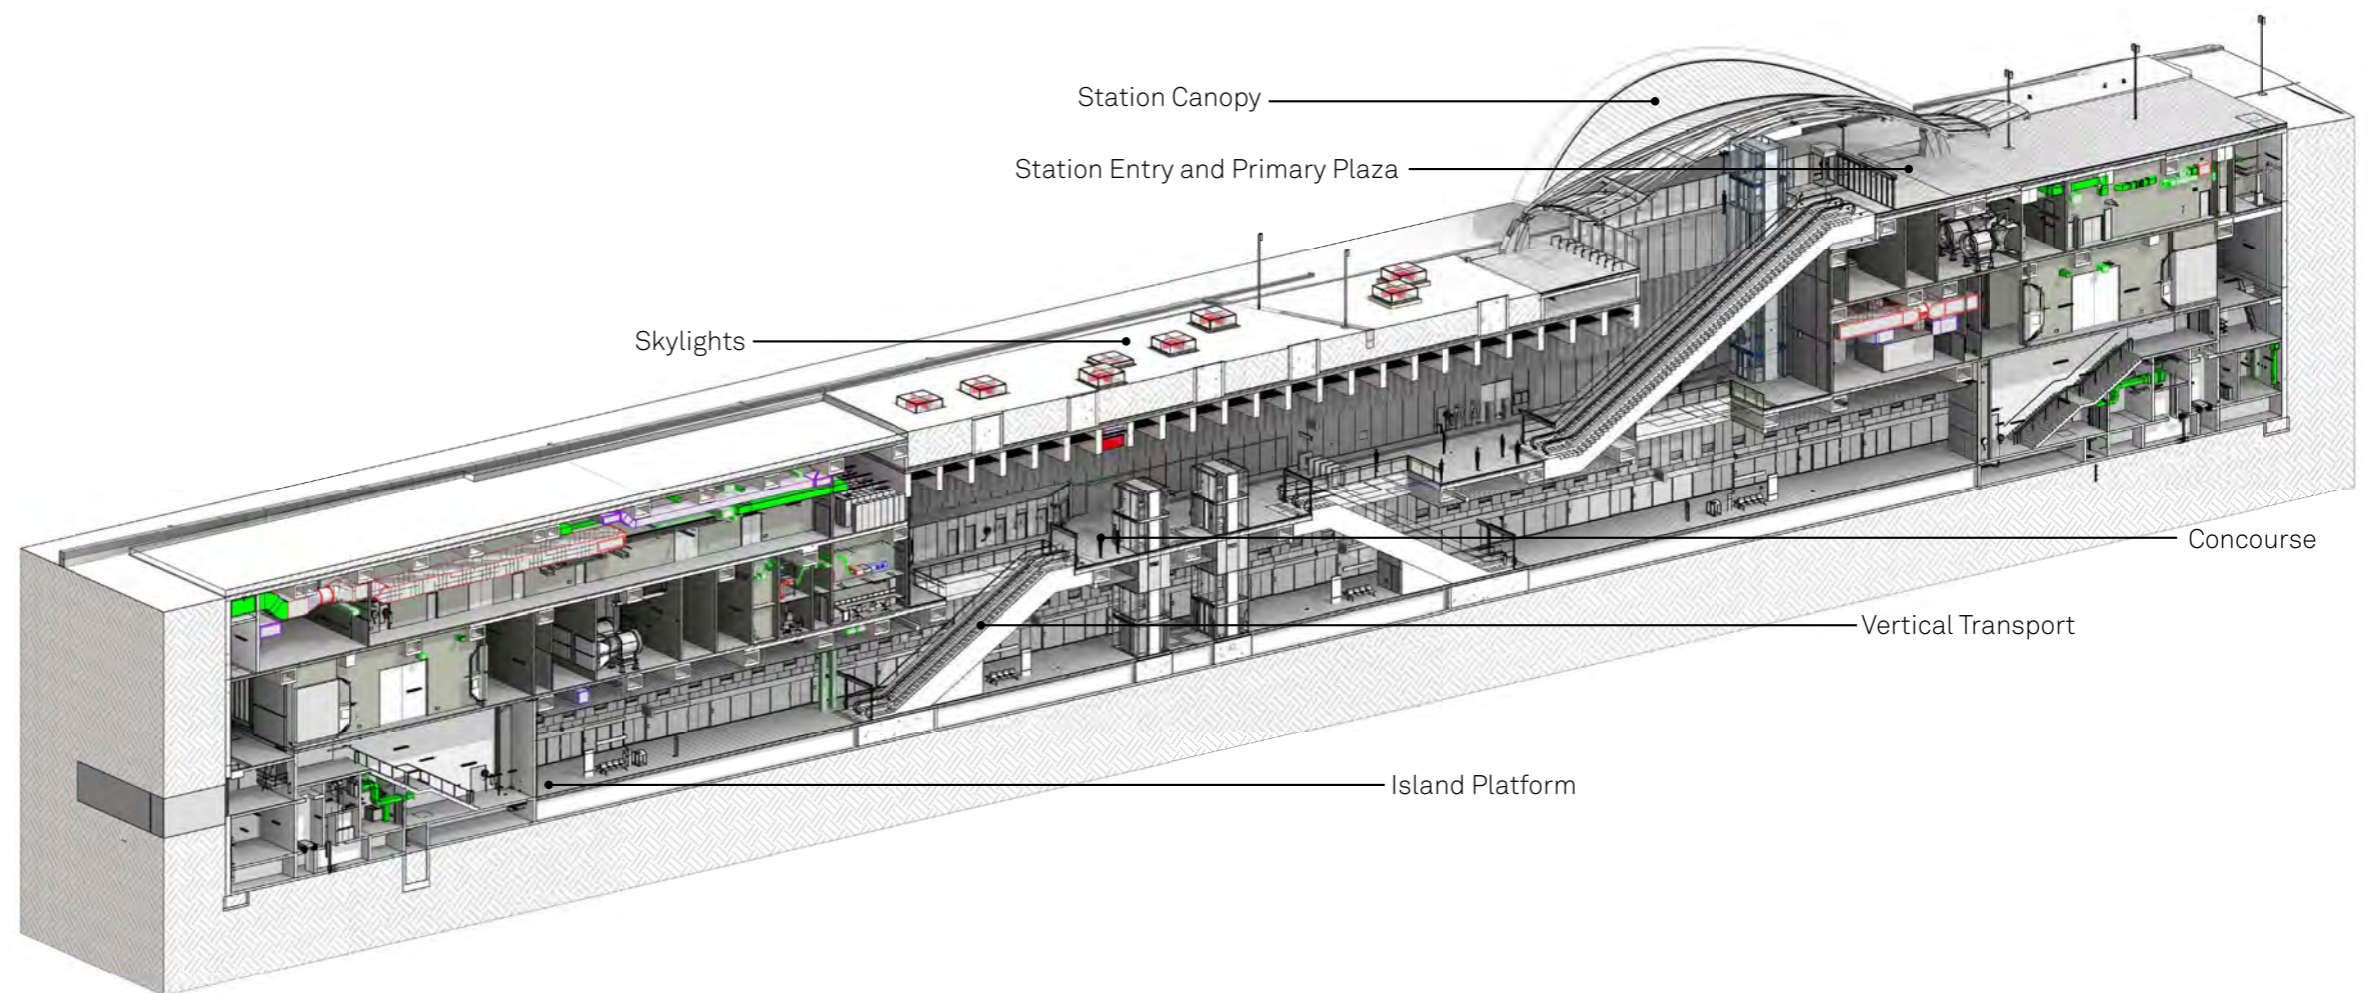 Station Canopy
Station Entry and Primary Plaza
Skylights
Concourse
Vertical Transport
Island Platform